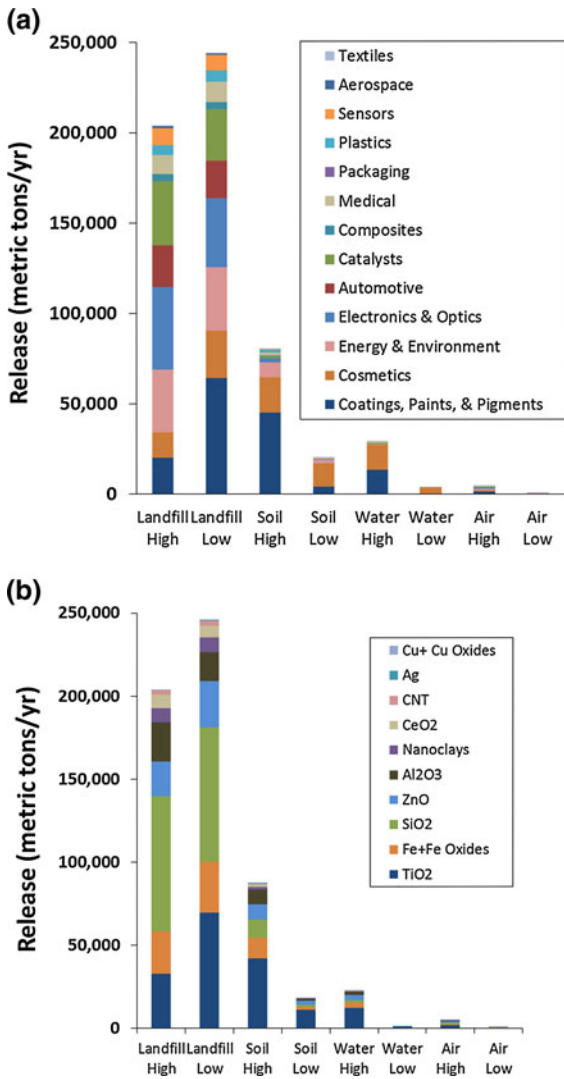 (a)
Release (metric tons/yr)
250,000
200,000
150,000
100,000
50,000
0
Textiles
Aerospace
Sensors
Plastics
Packaging
Medical
Composites
Catalysts
Automotive
Electronics & Optics
Energy & Environment
Cosmetics
Coatings, Paints, & Pigments
Landfill Landfill Soil Soil Water Water Air Air
High Low High Low High Low High Low
(b)
Release (metric tons/yr)
250,000
200,000
150,000
100,000
50,000
0
Cu+ Cu Oxides
Ag
CNT
CeO2
Nanoclays
Al2O3
ZnO
SiO2
Fe+Fe Oxides
TiO2
Landfill Landfill Soil Soil Water Water Air Air
High Low High Low High Low High Low